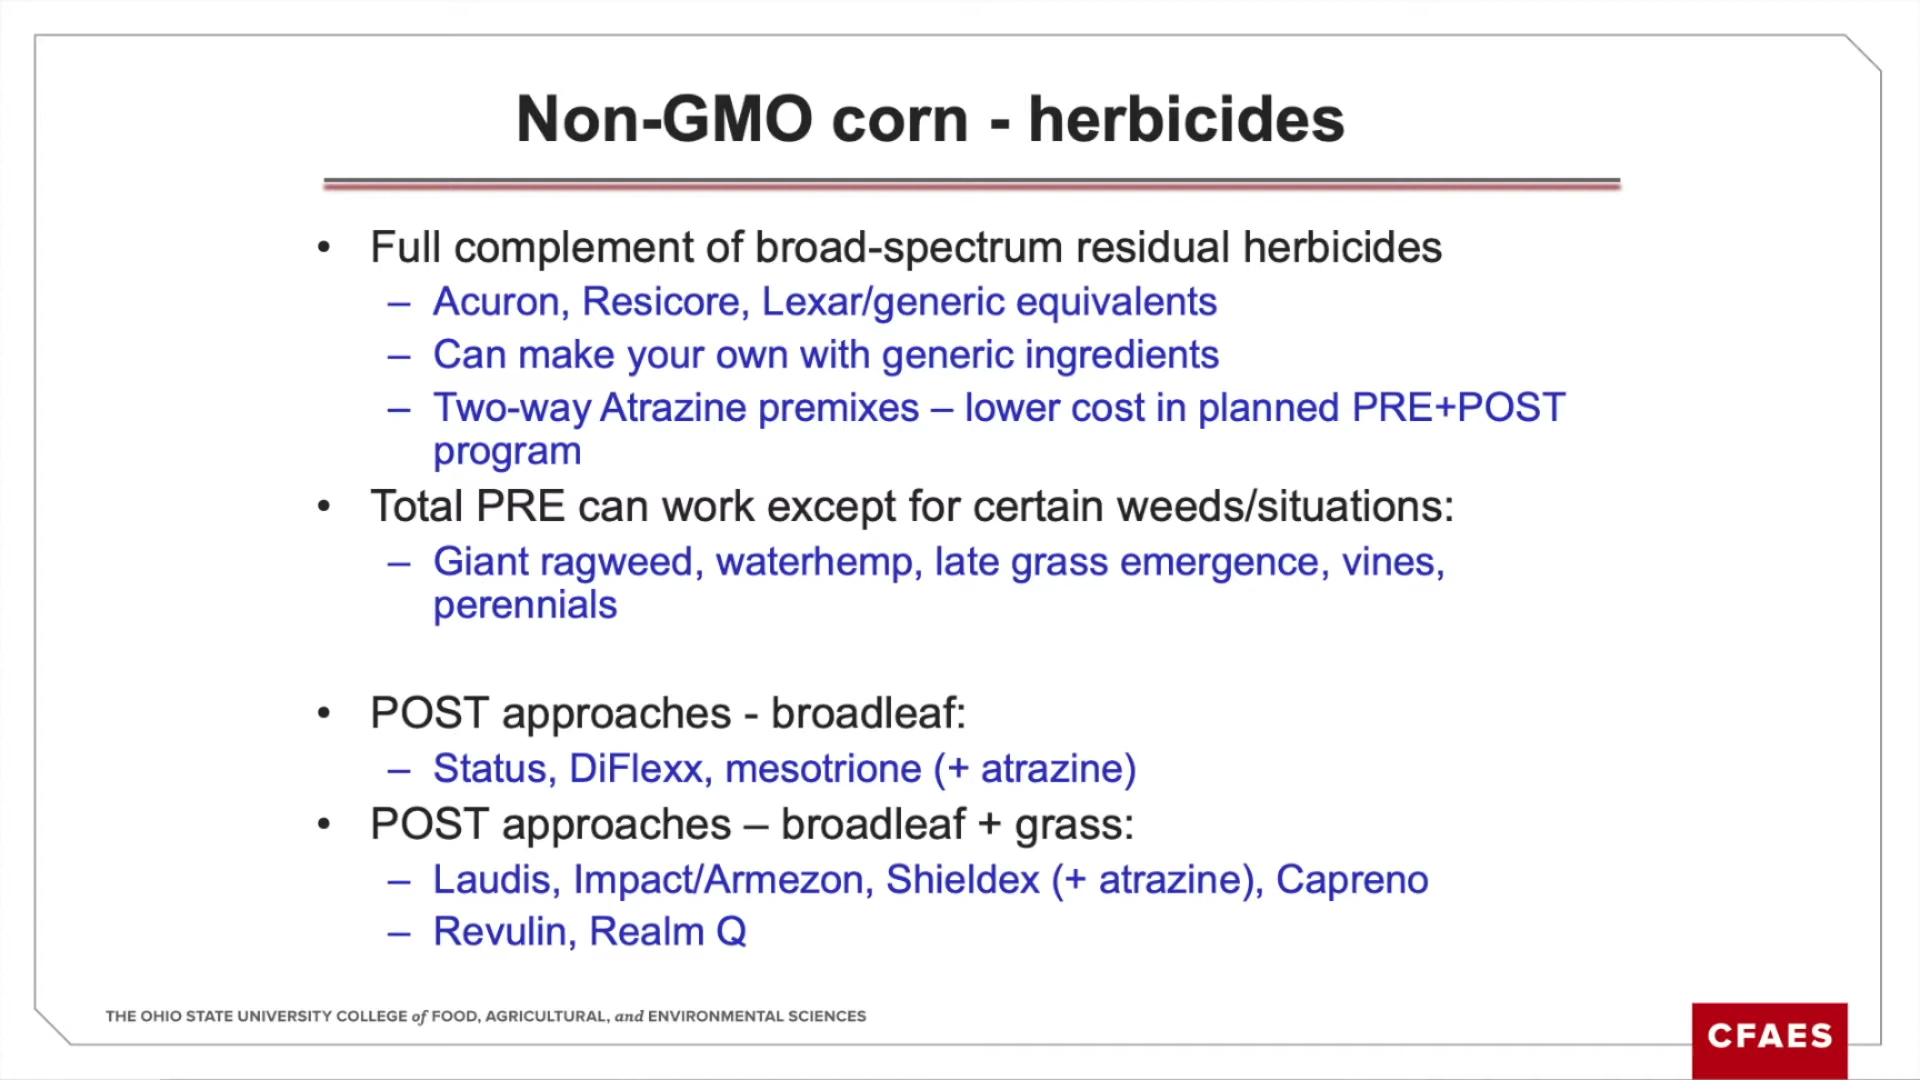 Non-GMO corn - herbicides
• Full complement of broad-spectrum residual herbicides
– Acuron, Resicore, Lexar/generic equivalents
– Can make your own with generic ingredients
– Two-way Atrazine premixes – lower cost in planned PRE+POST
program
• Total PRE can work except for certain weeds/situations:
– Giant ragweed, waterhemp, late grass emergence, vines,
perennials
• POST approaches - broadleaf:
– Status, DiFlexx, mesotrione (+ atrazine)
• POST approaches – broadleaf + grass:
– Laudis, Impact/Armezon, Shieldex (+ atrazine), Capreno
– Revulin, Realm Q
THE OHIO STATE UNIVERSITY COLLEGE of FOOD, AGRICULTURAL, and ENVIRONMENTAL SCIENCES
CFAES